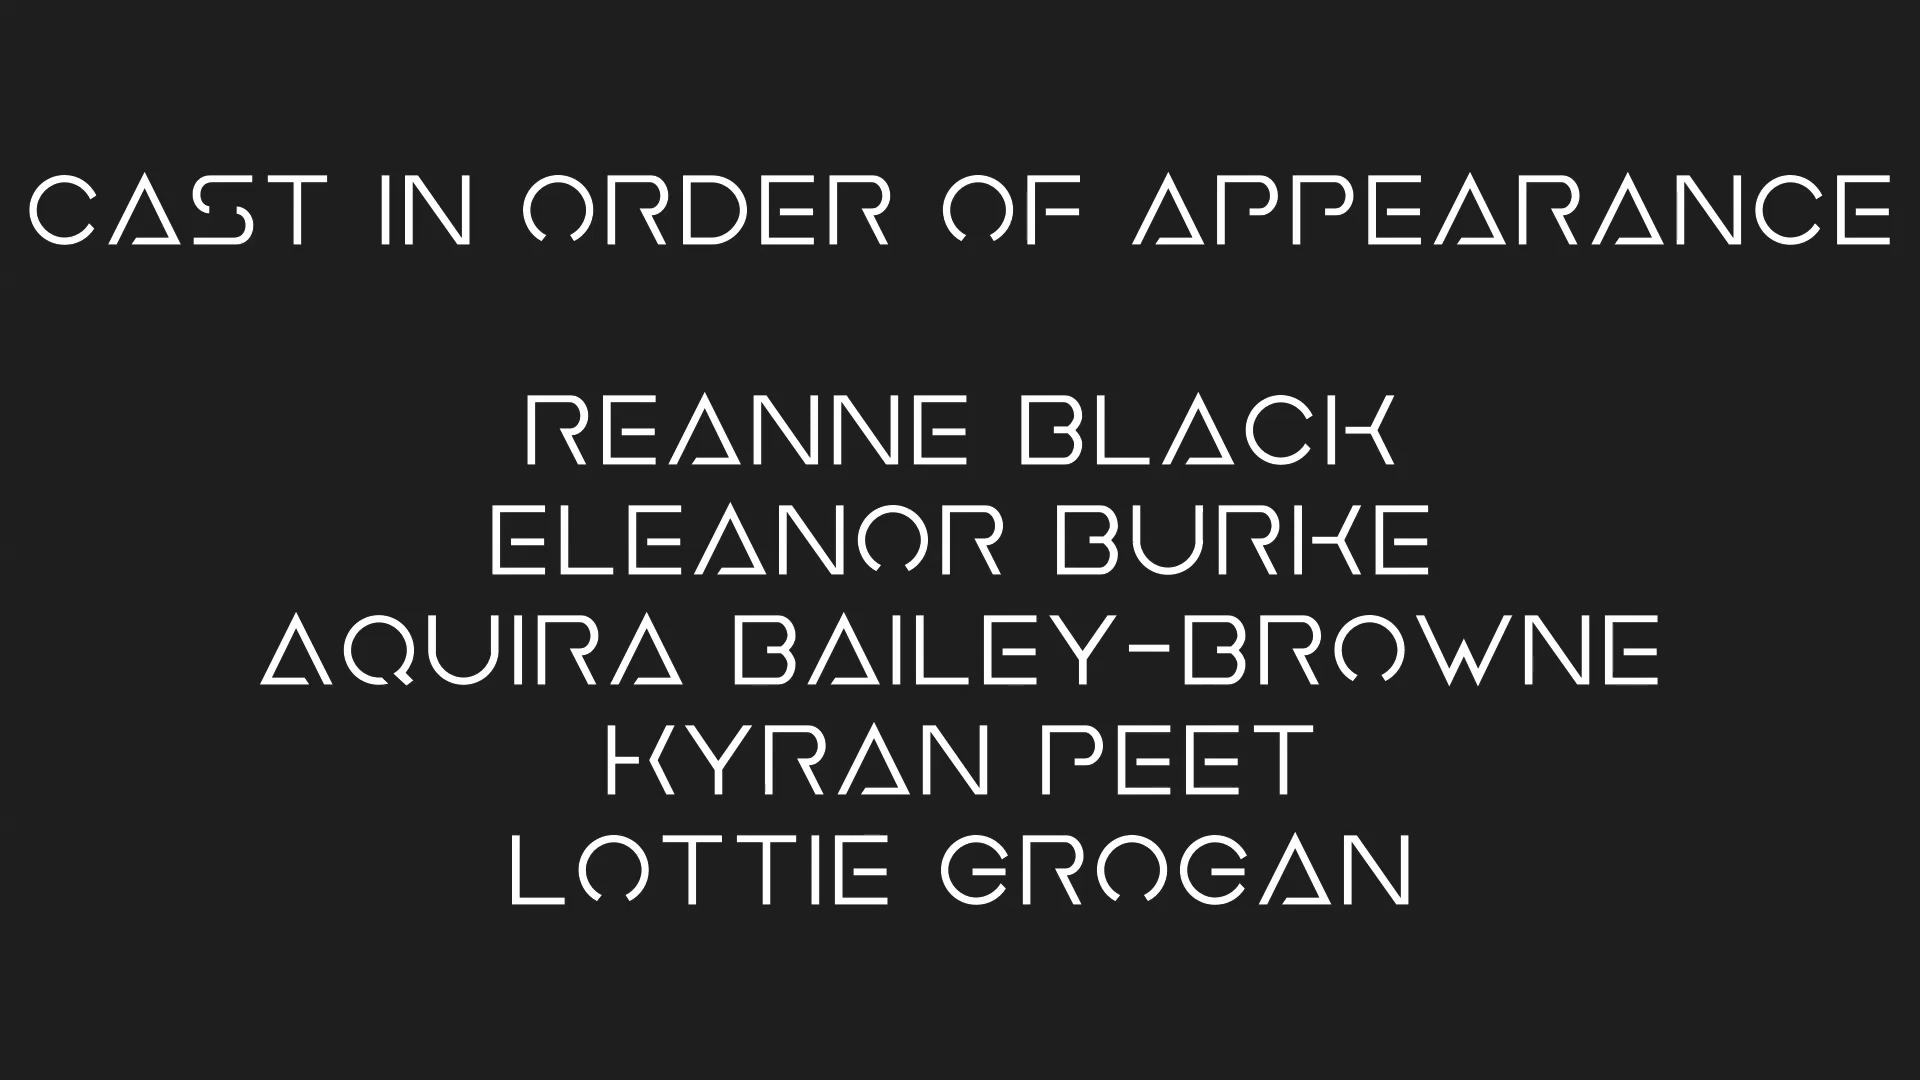 CAST IN ORDER OF APPEARANCE
REANNE BLACK
ELEANOR BURKE
AQUIRA BAILEY-BROWNE
KYRAN PEET
LOTTIE GROGAN